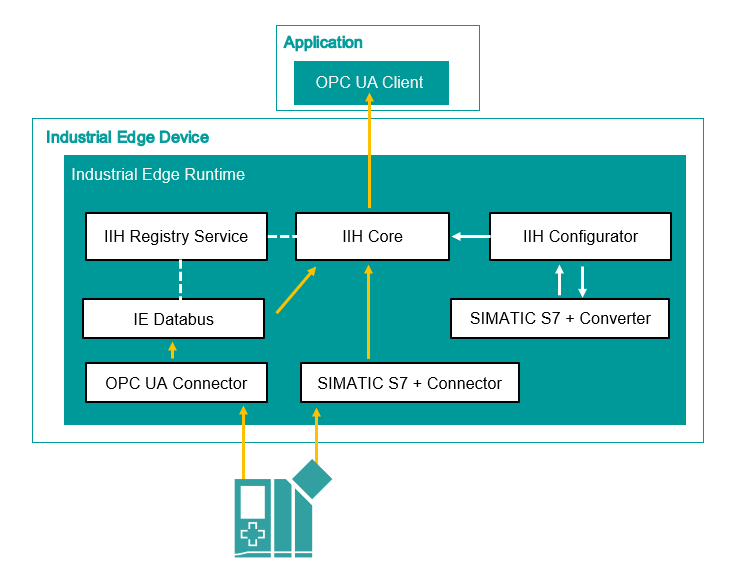 Application
OPC UA Client
Industrial Edge Device
Industrial Edge Runtime
IIH Registry Service
IIH Core
IIH Configurator
IE Databus
SIMATIC S7 + Converter
OPC UA Connector
SIMATIC S7 + Connector